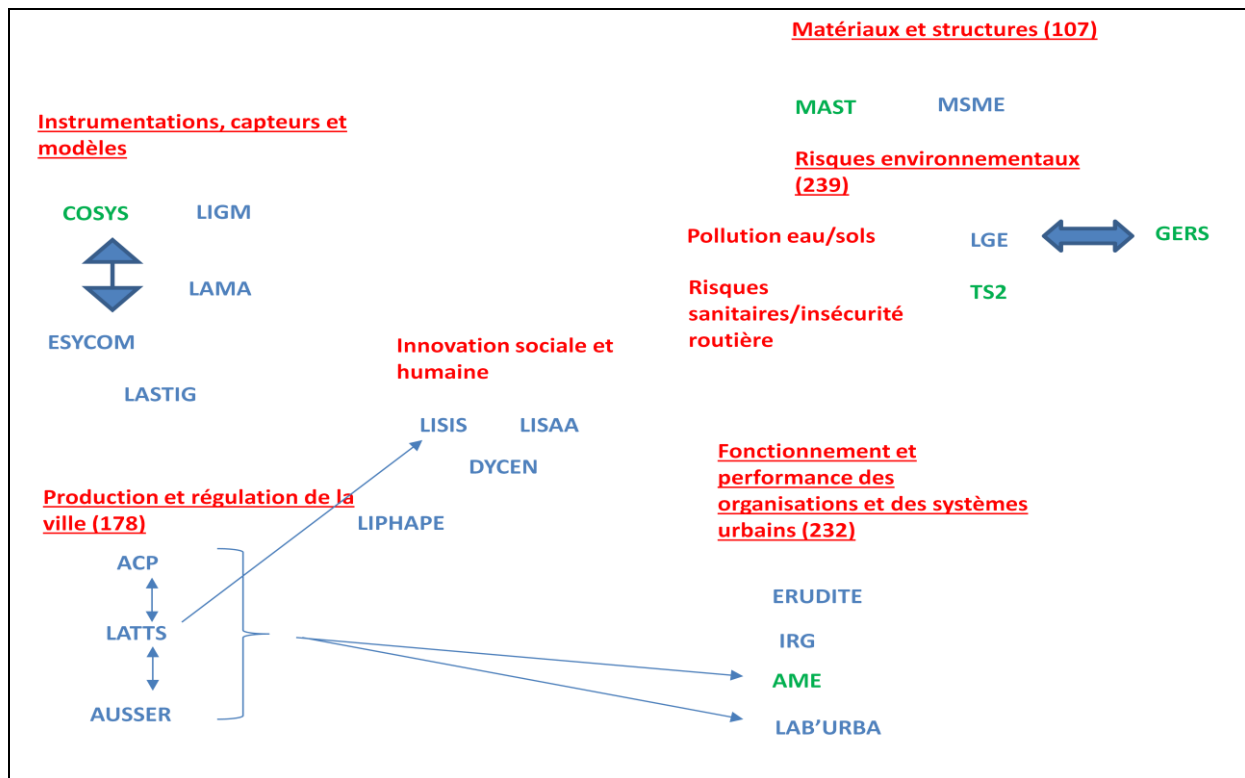 Matériaux et structures (107)
MAST MSME
Instrumentations, capteurs et
modèles
COSYS LIGM
LAMA
ESYCOM
LASTIG
Risques environnementaux
(239)
Pollution eau/sols LGE GERS
Risques
sanitaires/insécurité
routière
TS2
Innovation sociale et
humaine
LISIS LISAA
DYCEN
LIPHAPE
Production et régulation de la
ville (178)
ACP
LATTS
AUSSER
Fonctionnement et
performance des
organisations et des systèmes
urbains (232)
ERUDITE
IRG
AME
LAB’URBA